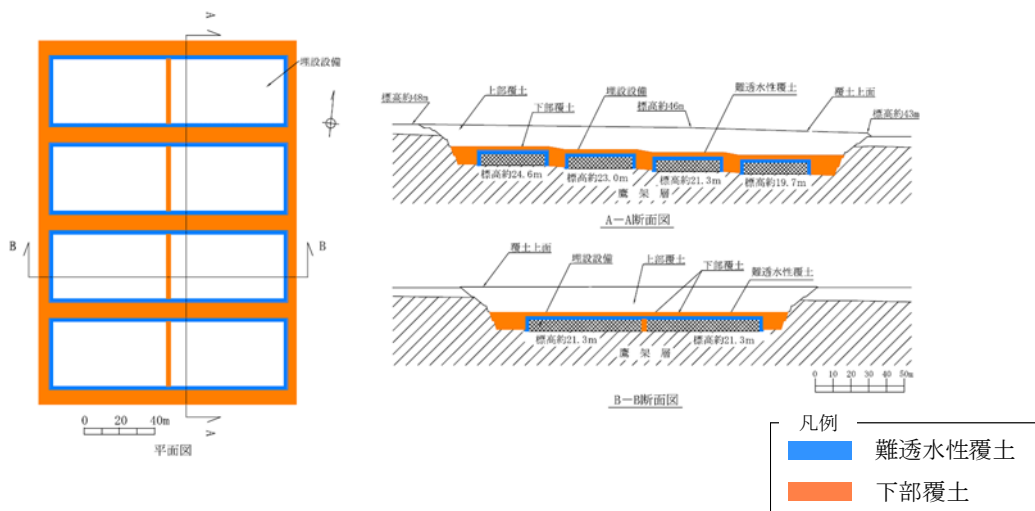 A
埋設設備
B
B
A
0 20 40m
平面図
標高約48m
上部覆土
下部覆土
埋設設備
標高約46m
難透水性覆土
覆土上面
標高約43m
標高約24.6m
標高約23.0m
標高約21.3m
標高約19.7m
鷹架層
A-A断面図
覆土上面
埋設設備
上部覆土
下部覆土
難透水性覆土
標高約21.3m
標高約21.3m
鷹架層
B-B断面図
0 10 20 30 40 50m
凡例
難透水性覆土
下部覆土